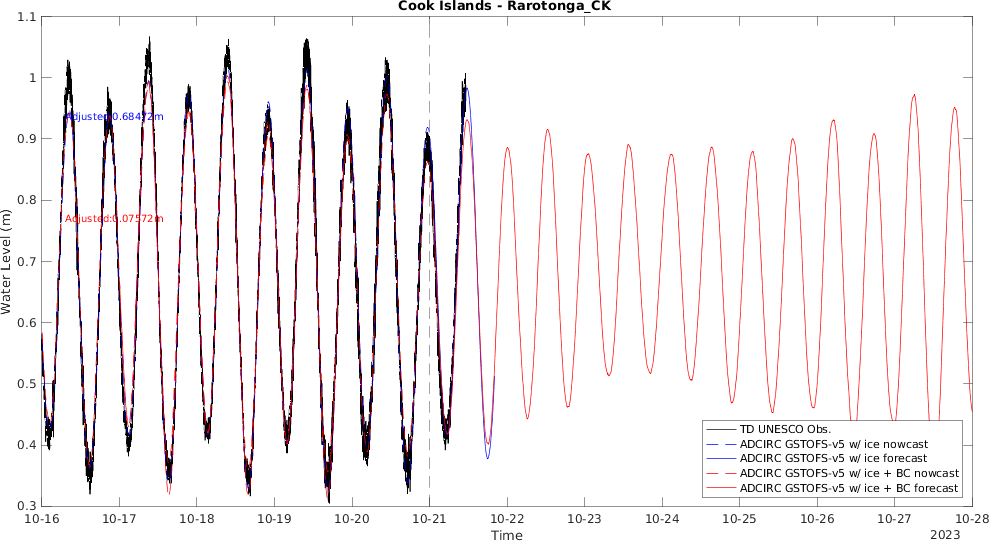 Cook Islands - Rarotonga_CK
1.1
1
0.9
0.8
0.7
0.6
0.5
0.4
0.3
Water Level (m)
Adjusted:0.68472m
Adjusted:0.07572m
TD UNESCO Obs.
ADCIRC GSTOFS-v5 w/ ice nowcast
ADCIRC GSTOFS-v5 w/ ice forecast
ADCIRC GSTOFS-v5 w/ ice + BC nowcast
ADCIRC GSTOFS-v5 w/ ice + BC forecast
10-16 10-17 10-18 10-19 10-20 10-21 10-22 10-23 10-24 10-25 10-26 10-27 10-28
Time
2023